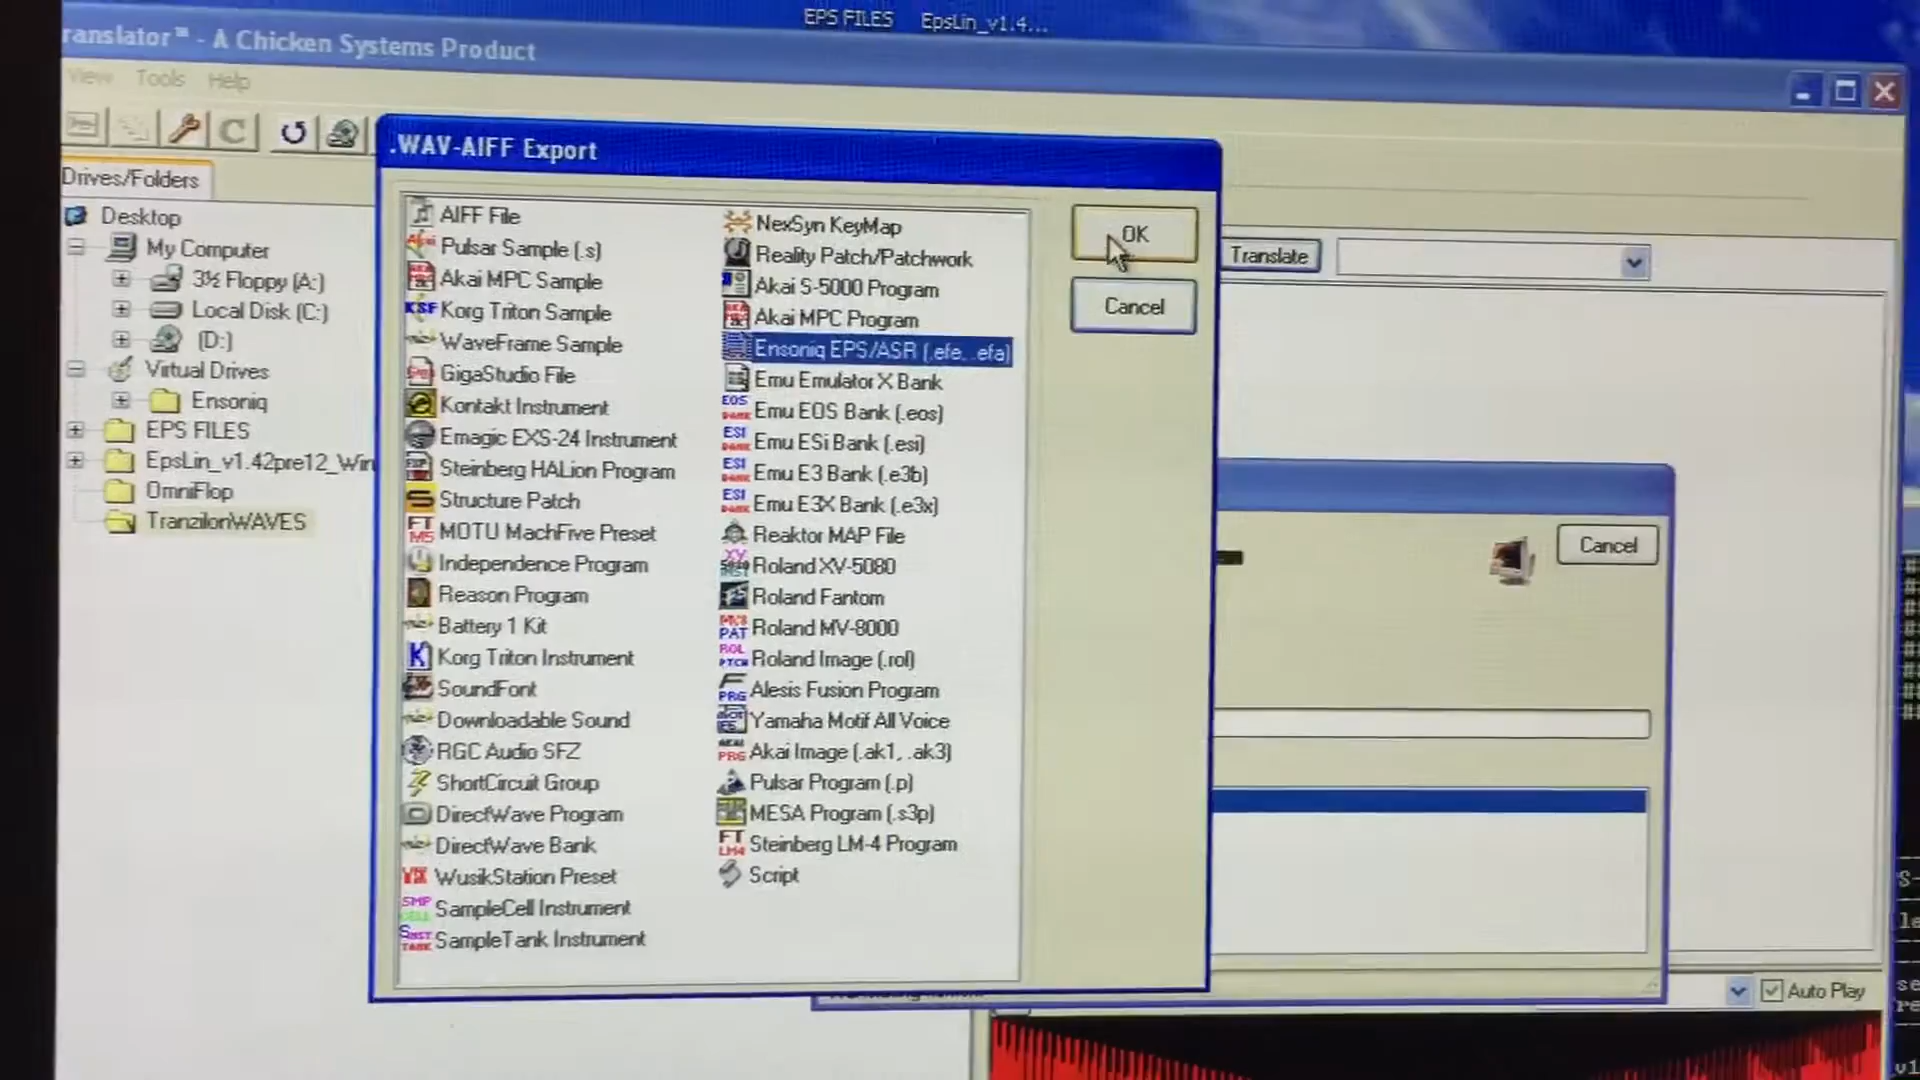 EPS FILES EpsLin_v1.4...
ranslator™ - A Chicken Systems Product
View Tools Help
.WAV-AIFF Export
Drives/Folders
Desktop
My Computer
3½ Floppy (A:)
Local Disk (C:)
(D:)
Virtual Drives
Ensoniq
EPS FILES
EpsLin_v1.42pre12_Win
OmniFlop
TranzilonWAVES
AIFF File
Pulsar Sample (.s)
Akai MPC Sample
KSF Korg Triton Sample
WaveFrame Sample
GigaStudio File
Kontakt Instrument
Emagic EXS-24 Instrument
Steinberg HALion Program
Structure Patch
MOTU MachFive Preset
Independence Program
Reason Program
Battery 1 Kit
Korg Triton Instrument
SoundFont
Downloadable Sound
RGC Audio SFZ
ShortCircuit Group
DirectWave Program
DirectWave Bank
WusikStation Preset
SampleCell Instrument
SampleTank Instrument
NexSyn KeyMap
Reality Patch/Patchwork
Akai S-5000 Program
Akai MPC Program
Ensoniq EPS/ASR (.efe, .efa)
Emu Emulator X Bank
EOS Emu EOS Bank (.eos)
ESI Emu ESi Bank (.esi)
ESI Emu E3 Bank (.e3b)
ESI Emu E3X Bank (.e3x)
Reaktor MAP File
Roland XV-5080
Roland Fantom
Roland MV-8000
Roland Image (.rol)
Alesis Fusion Program
Yamaha Motif All Voice
Akai Image (.ak1, .ak3)
Pulsar Program (.p)
MESA Program (.s3p)
Steinberg LM-4 Program
Script
OK
Cancel
Translate
Cancel
Auto Play